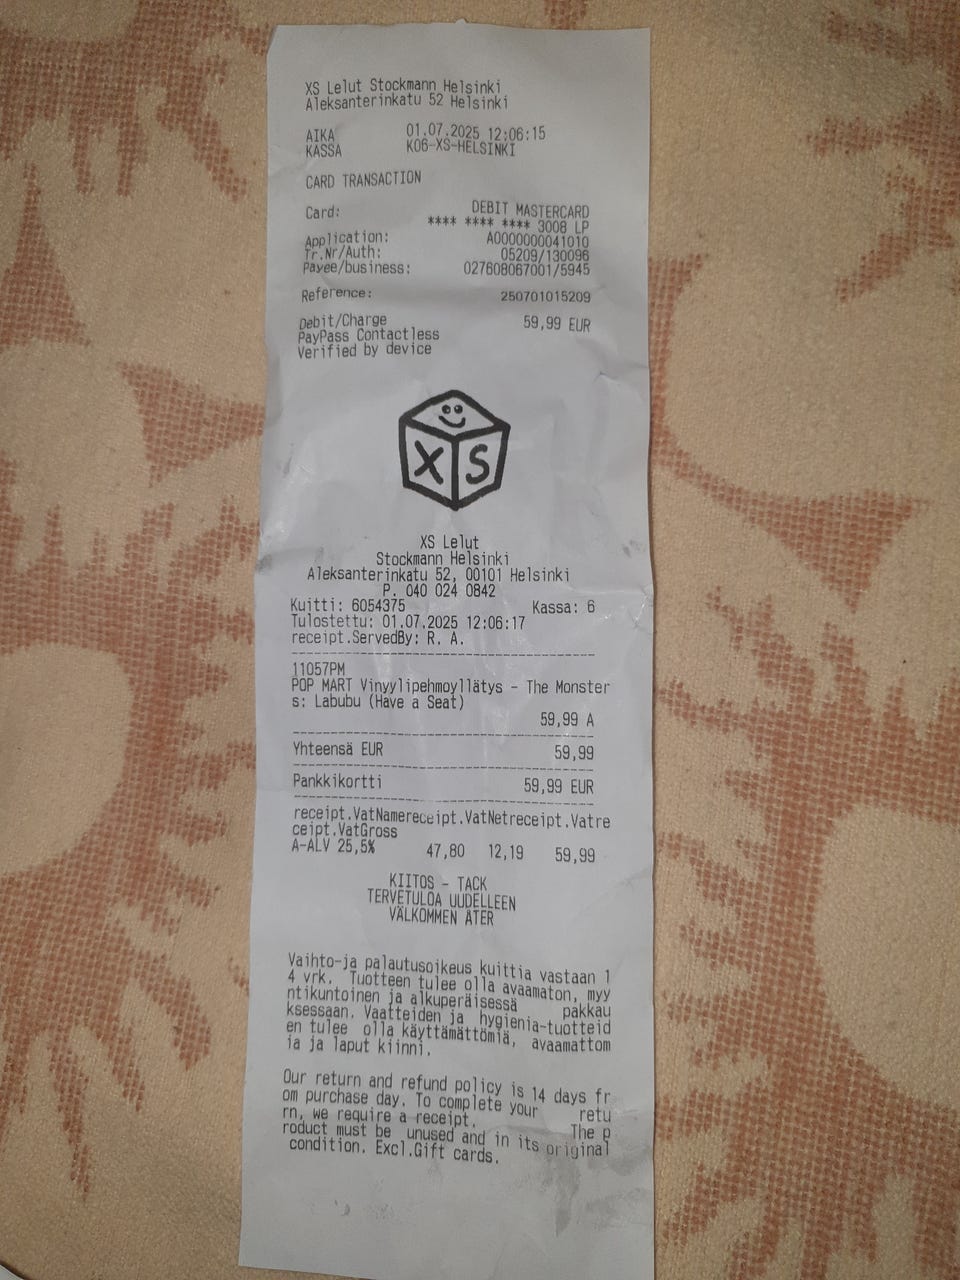 XS Lelut Stockmann Helsinki
Aleksanterinkatu 52 Helsinki
AIKA 01.07.2025 12:06:15
KASSA K06-XS-HELSINKI
CARD TRANSACTION
Card: DEBIT MASTERCARD
**** **** **** 3008 LP
Application: A0000000041010
Tr.Nr/Auth: 05209/130096
Payee/business: 027608067001/5945
Reference: 250701015209
Debit/Charge 59,99 EUR
PayPass Contactless
Verified by device
X S
XS Lelut
Stockmann Helsinki
Aleksanterinkatu 52, 00101 Helsinki
P. 040 024 0842
Kuitti: 6054375 Kassa: 6
Tulostettu: 01.07.2025 12:06:17
receipt.ServedBy: R. A.
11057PM
POP MART Vinyylipehmoyllätys - The Monster
s: Labubu (Have a Seat)
59,99 A
Yhteensä EUR 59,99
Pankkikortti 59,99 EUR
receipt.VatNamereceipt.VatNetreceipt.Vatre
ceipt.VatGross
A-ALV 25,5% 47,80 12,19 59,99
KIITOS - TACK
TERVETULOA UUDELLEEN
VÄLKOMMEN ÅTER
Vaihto-ja palautusoikeus kuittia vastaan 1
4 vrk. Tuotteen tulee olla avaamaton, myy
ntikuntoinen ja alkuperäisessä pakkau
ksessaan. Vaatteiden ja hygienia-tuotteid
en tulee olla käyttämättömiä, avaamattom
ia ja laput kiinni.
Our return and refund policy is 14 days fr
om purchase day. To complete your retu
rn, we require a receipt. The p
roduct must be unused and in its original
condition. Excl.Gift cards.